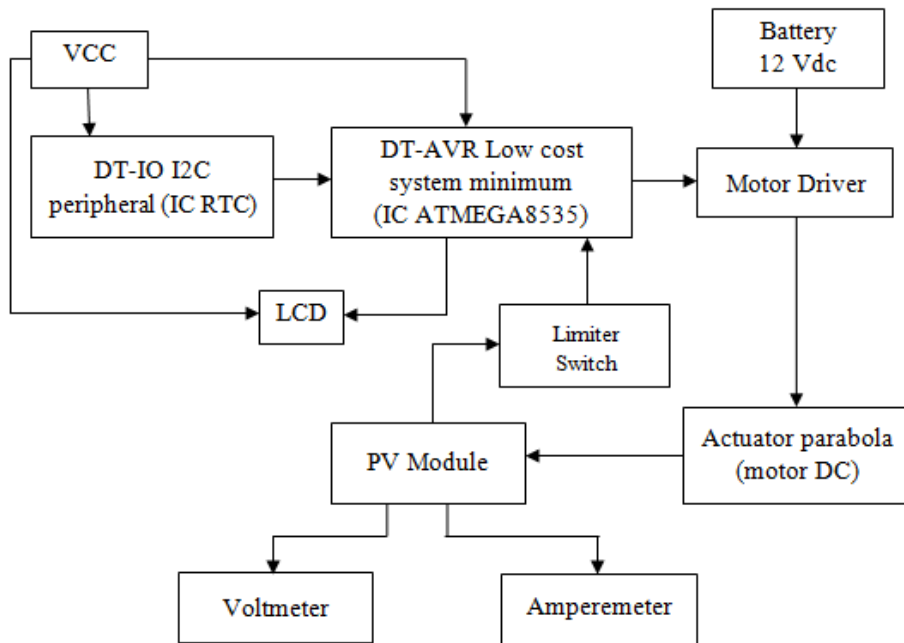 VCC
Battery
12 Vdc
DT-IO I2C
peripheral (IC RTC)
DT-AVR Low cost
system minimum
(IC ATMEGA8535)
Motor Driver
LCD
Limiter
Switch
PV Module
Actuator parabola
(motor DC)
Voltmeter
Amperemeter